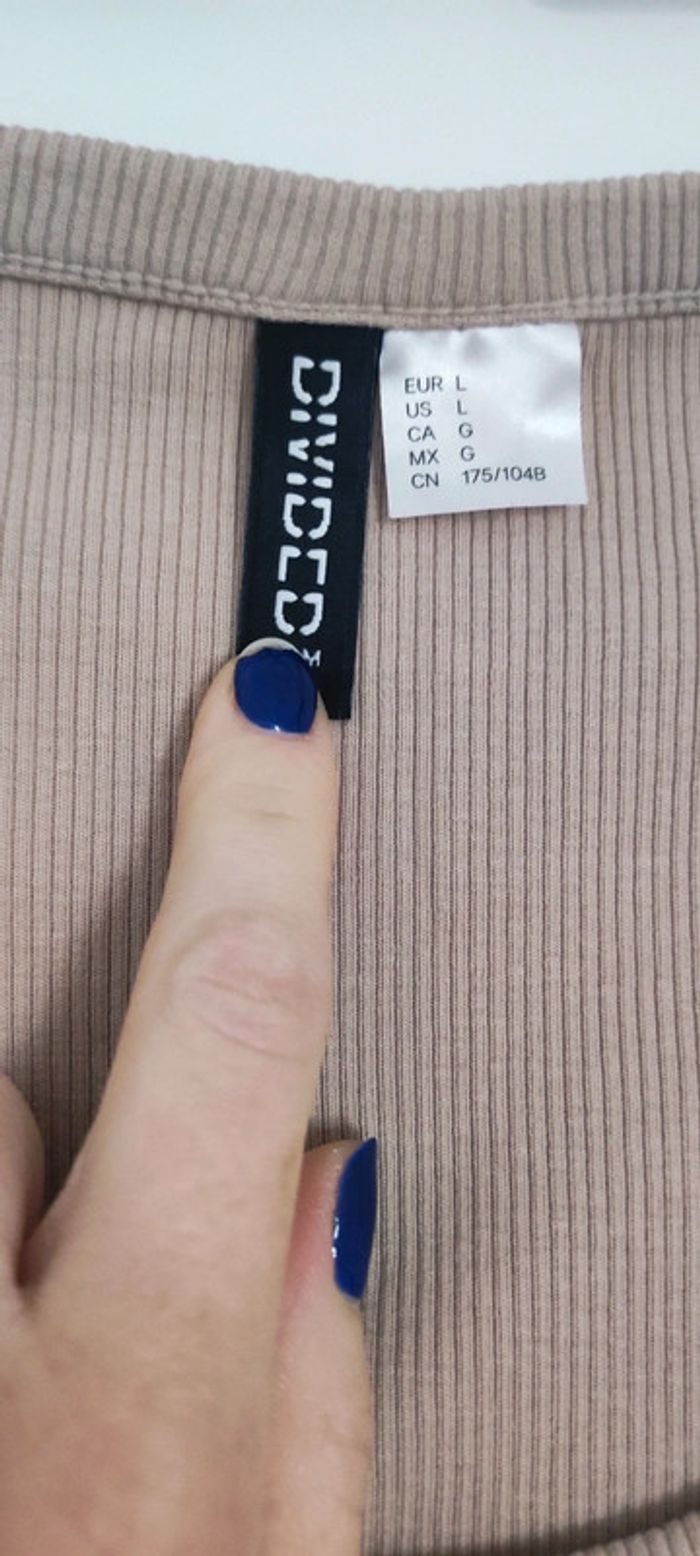 DIVIDED
EUR L
US L
CA G
MX G
CN 175/104B